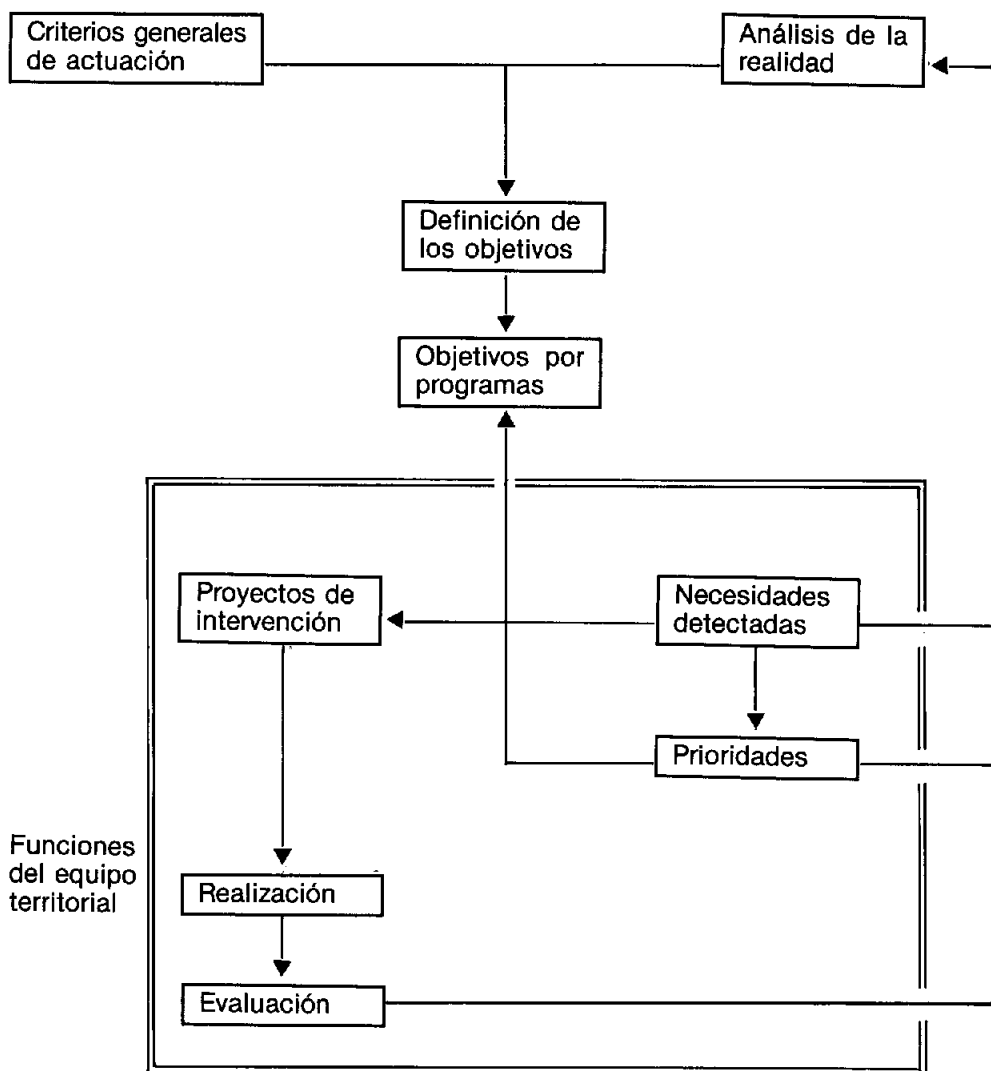 Criterios generales
de actuación
Análisis de la
realidad
Definición de
los objetivos
Objetivos por
programas
Proyectos de
intervención
Necesidades
detectadas
Prioridades
Funciones
del equipo
territorial
Realización
Evaluación